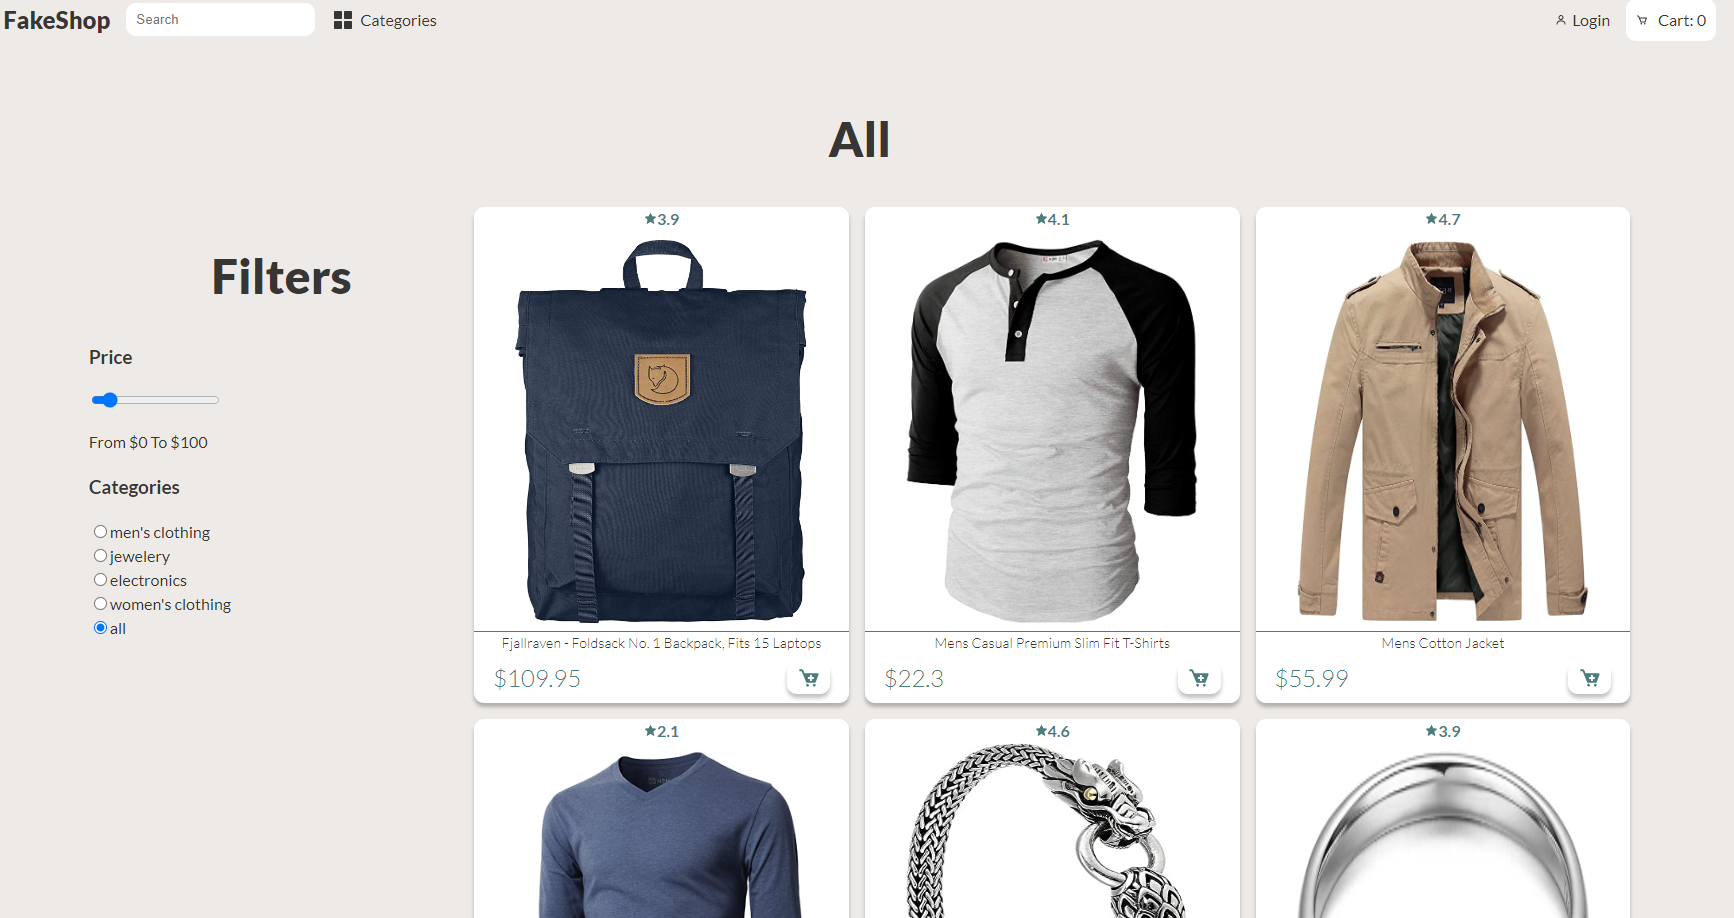 FakeShop
Search
Categories
Login
Cart: 0
All
Filters
Price
From $0 To $100
Categories
men's clothing
jewelery
electronics
women's clothing
all
3.9
Fjallraven - Foldsack No. 1 Backpack, Fits 15 Laptops
$109.95
4.1
Mens Casual Premium Slim Fit T-Shirts
$22.3
4.7
Mens Cotton Jacket
$55.99
2.1
4.6
3.9